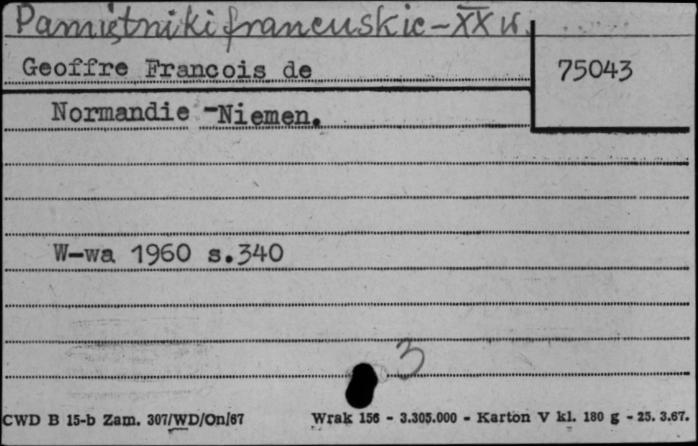 Pamiętniki francuskie - XX w.
Geoffre Francois de
75043
Normandie -Niemen.
W-wa 1960 s.340
3
CWD B 15-b Zam. 307/WD/On/67 Wrak 156 - 3.305.000 - Karton V kl. 180 g - 25. 3.67.